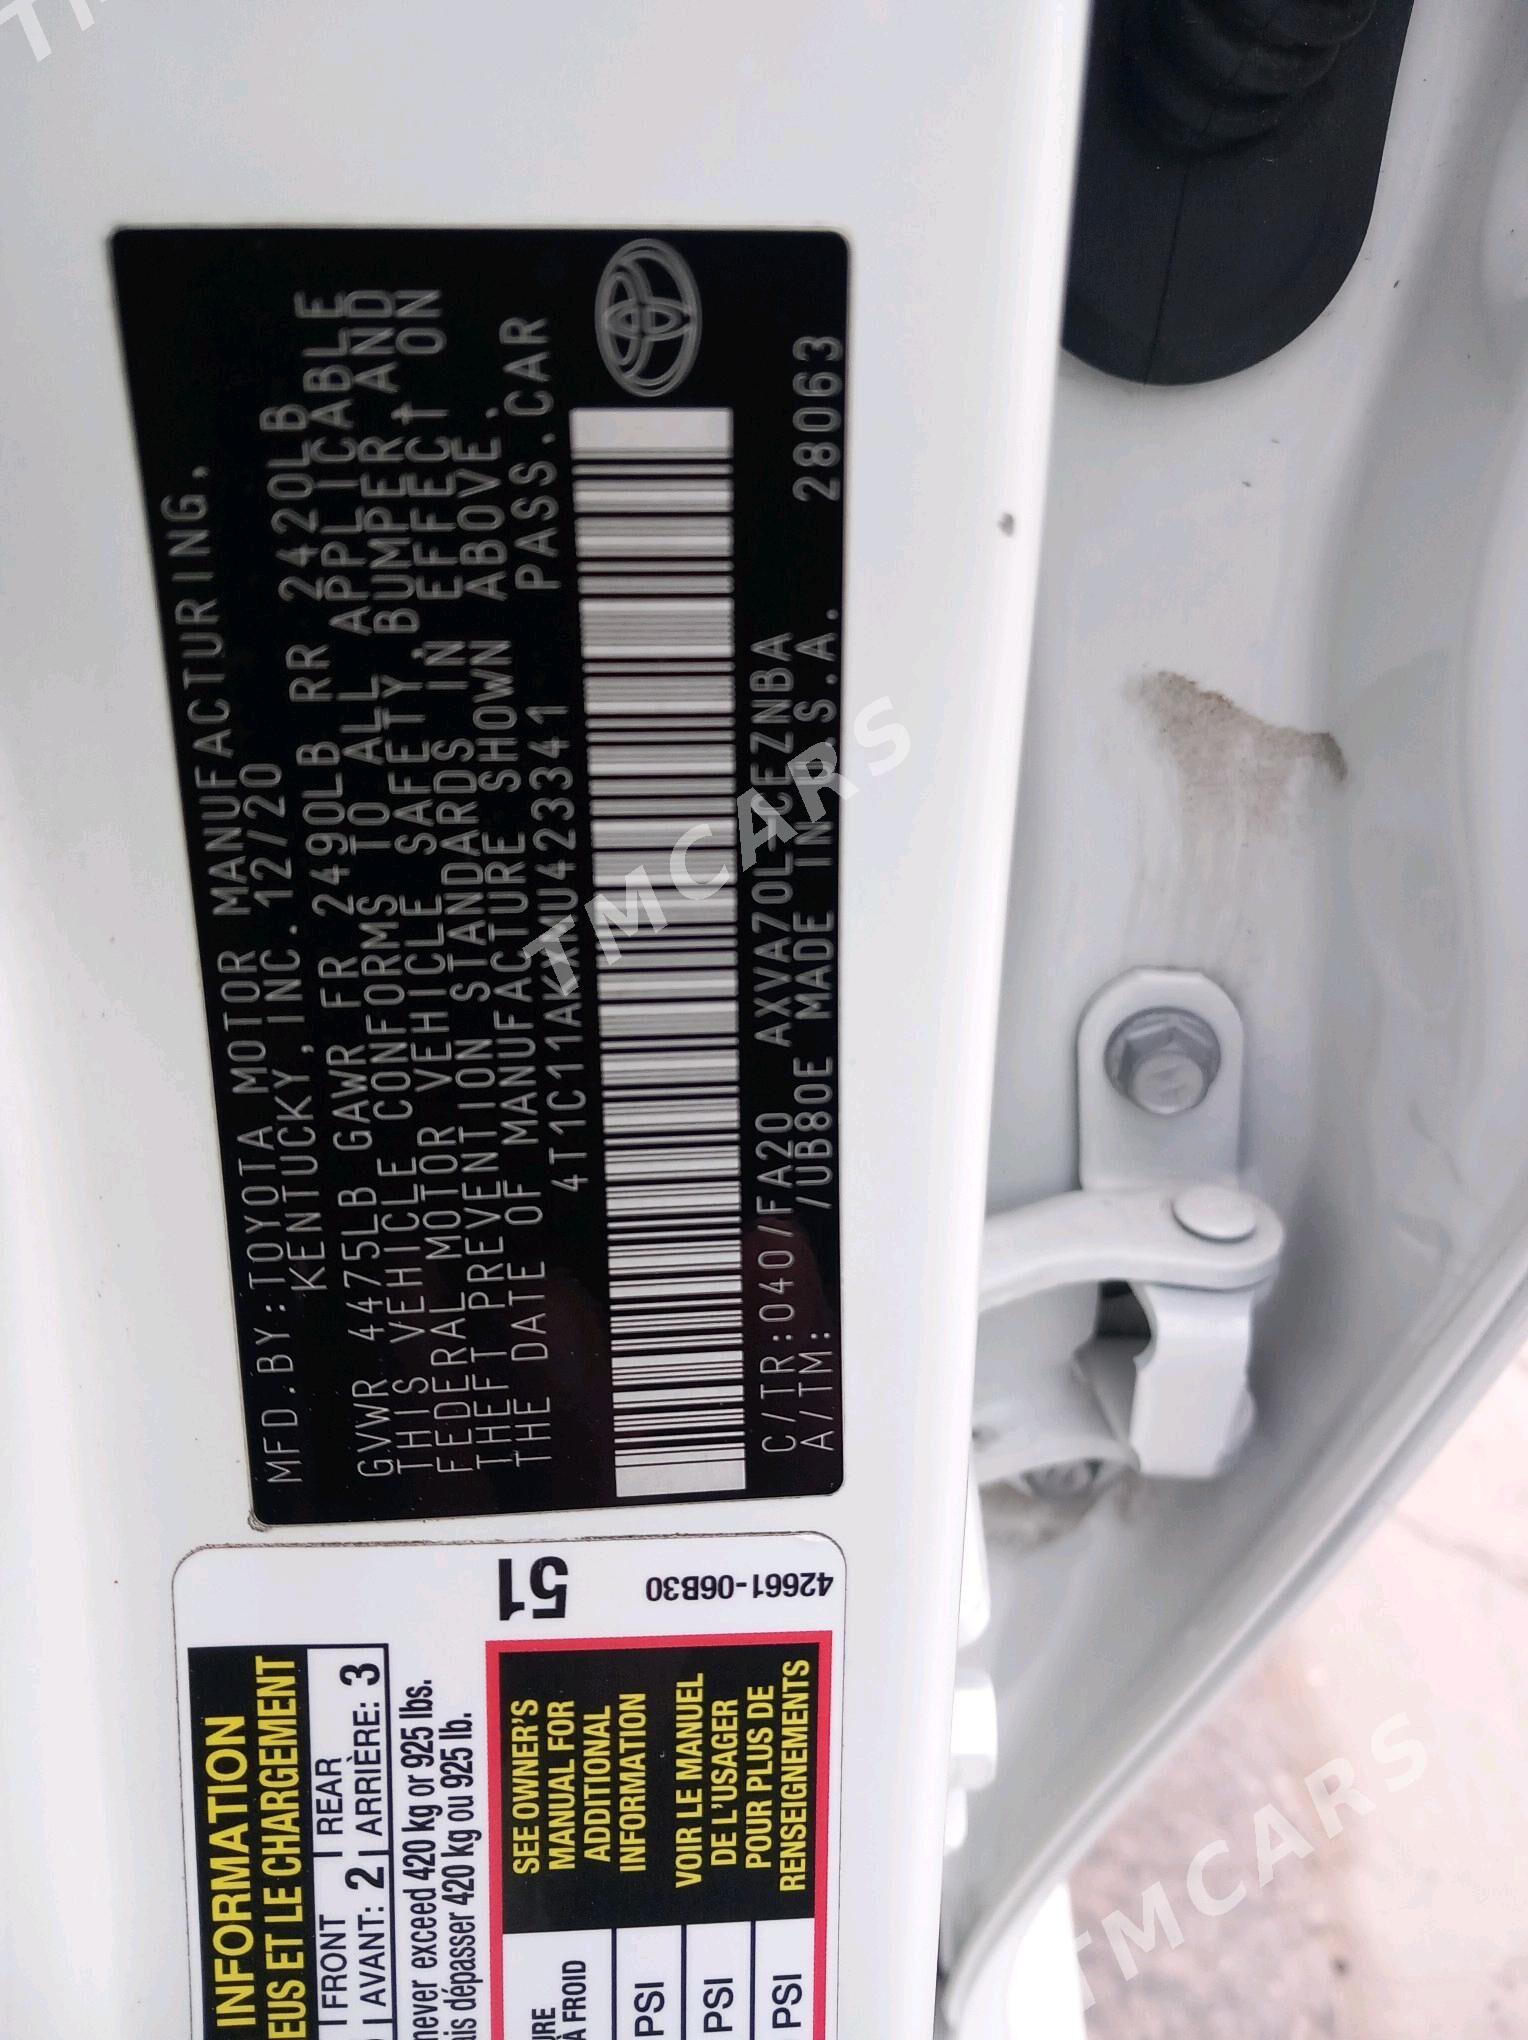 MFD.BY:TOYOTA MOTOR MANUFACTURING,
KENTUCKY, INC. 12/20
GVWR 4475LB GAWR FR 2490LB RR 2420LB
THIS VEHICLE CONFORMS TO ALL APPLICABLE
FEDERAL MOTOR VEHICLE SAFETY, BUMPER AND
THEFT PREVENTION STANDARDS IN EFFECT ON
THE DATE OF MANUFACTURE SHOWN ABOVE.
4T1C11AKXMU423341 PASS.CAR
C/TR:040/FA20 AXVA70L-CEZNBA
A/TM: /UB80E MADE IN U.S.A. 28063
51
42661-06B30
INFORMATION
EUS ET LE CHARGEMENT
FRONT
AVANT: 2
REAR
ARRIÈRE: 3
never exceed 420 kg or 925 lbs.
ais dépasser 420 kg ou 925 lb.
SEE OWNER'S
MANUAL FOR
ADDITIONAL
INFORMATION
VOIR LE MANUEL
DE L'USAGER
POUR PLUS DE
RENSEIGNEMENTS
URE
À FROID
PSI
PSI
PSI
TMCARS
TMCARS
TM